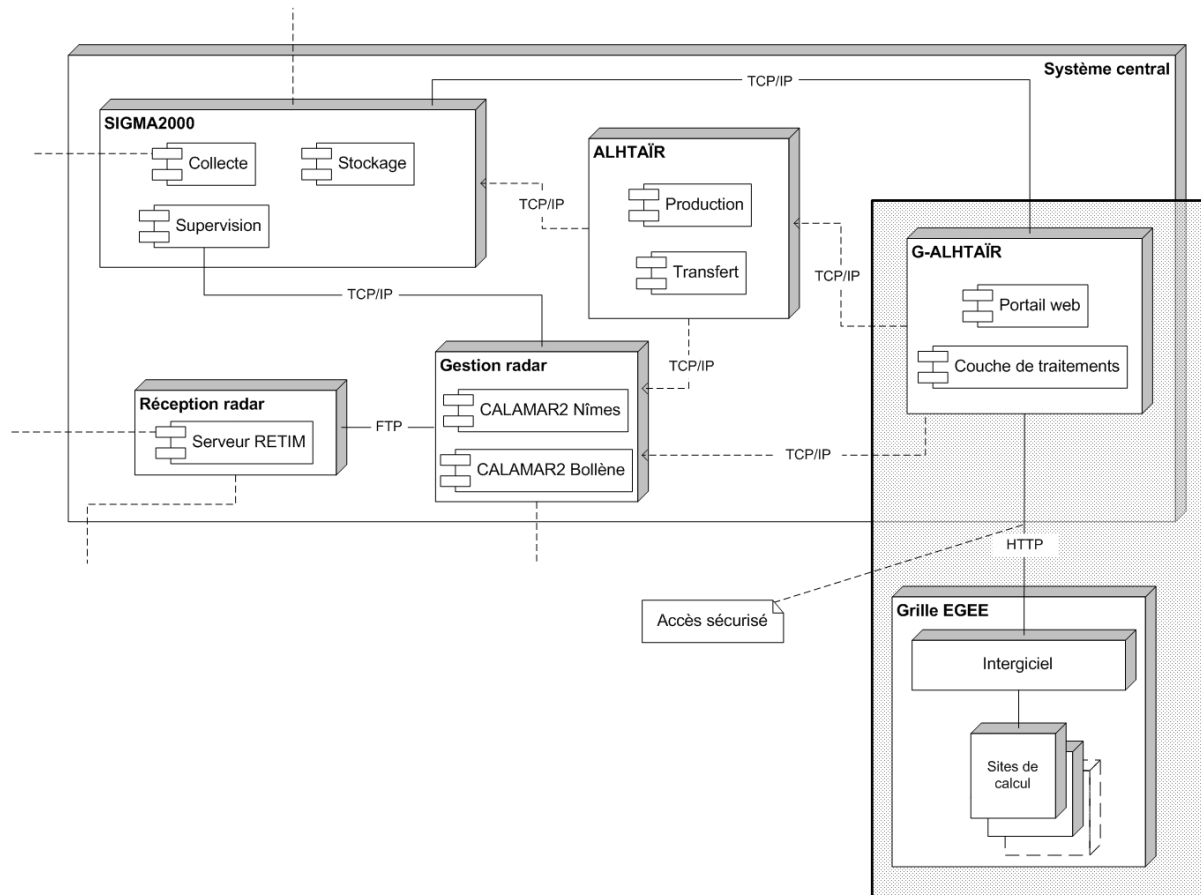 Système central
TCP/IP
SIGMA2000
Collecte
Stockage
Supervision
ALHTAÏR
Production
Transfert
TCP/IP
G-ALHTAÏR
Portail web
Couche de traitements
TCP/IP
TCP/IP
Gestion radar
CALAMAR2 Nîmes
CALAMAR2 Bollène
TCP/IP
Réception radar
Serveur RETIM
FTP
TCP/IP
HTTP
Accès sécurisé
Grille EGEE
Intergiciel
Sites de
calcul